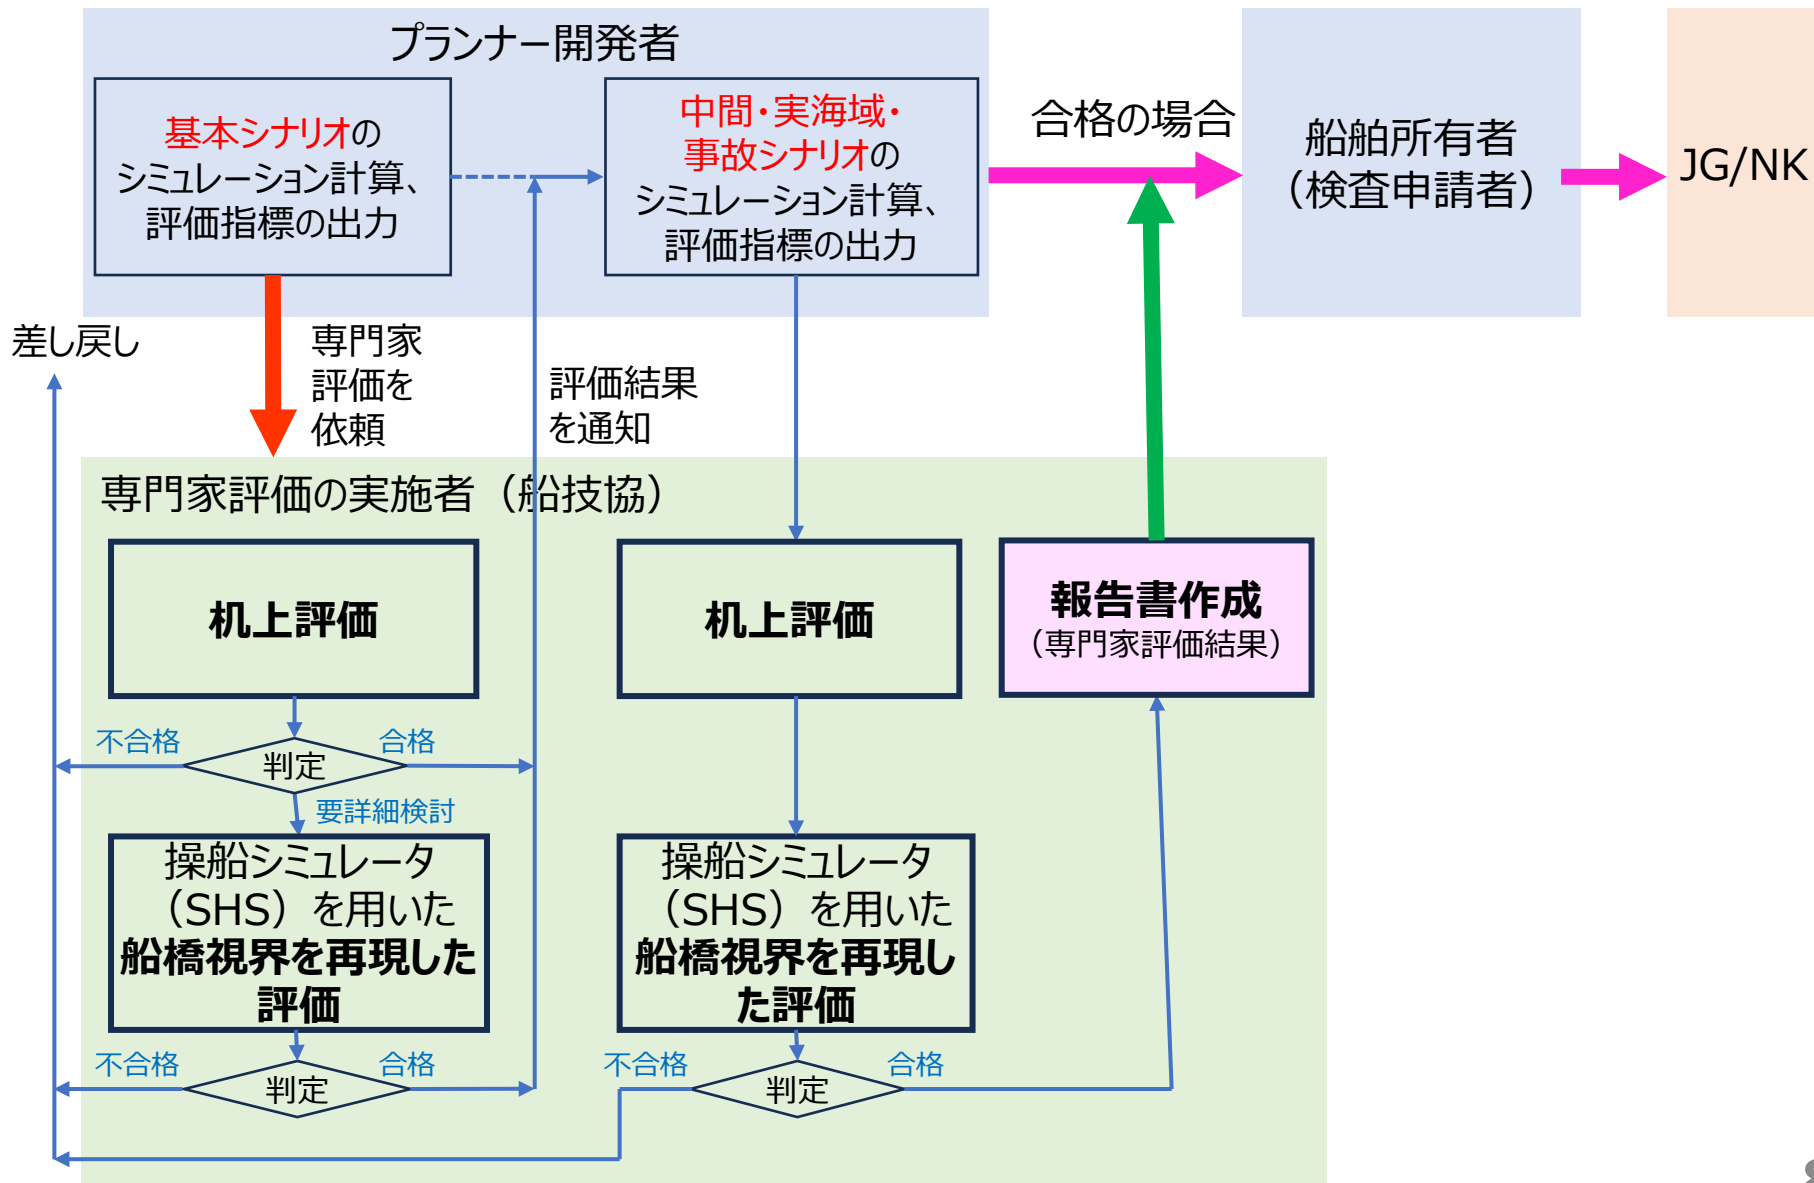 プランナー開発者
基本シナリオの
シミュレーション計算、
評価指標の出力
中間・実海域・
事故シナリオの
シミュレーション計算、
評価指標の出力
合格の場合
船舶所有者
（検査申請者）
JG/NK
差し戻し
専門家
評価を
依頼
評価結果
を通知
専門家評価の実施者（船技協）
机上評価
机上評価
報告書作成
（専門家評価結果）
不合格
判定
合格
要詳細検討
操船シミュレータ
（SHS）を用いた
船橋視界を再現した
評価
操船シミュレータ
（SHS）を用いた
船橋視界を再現し
た評価
不合格
判定
合格
不合格
判定
合格